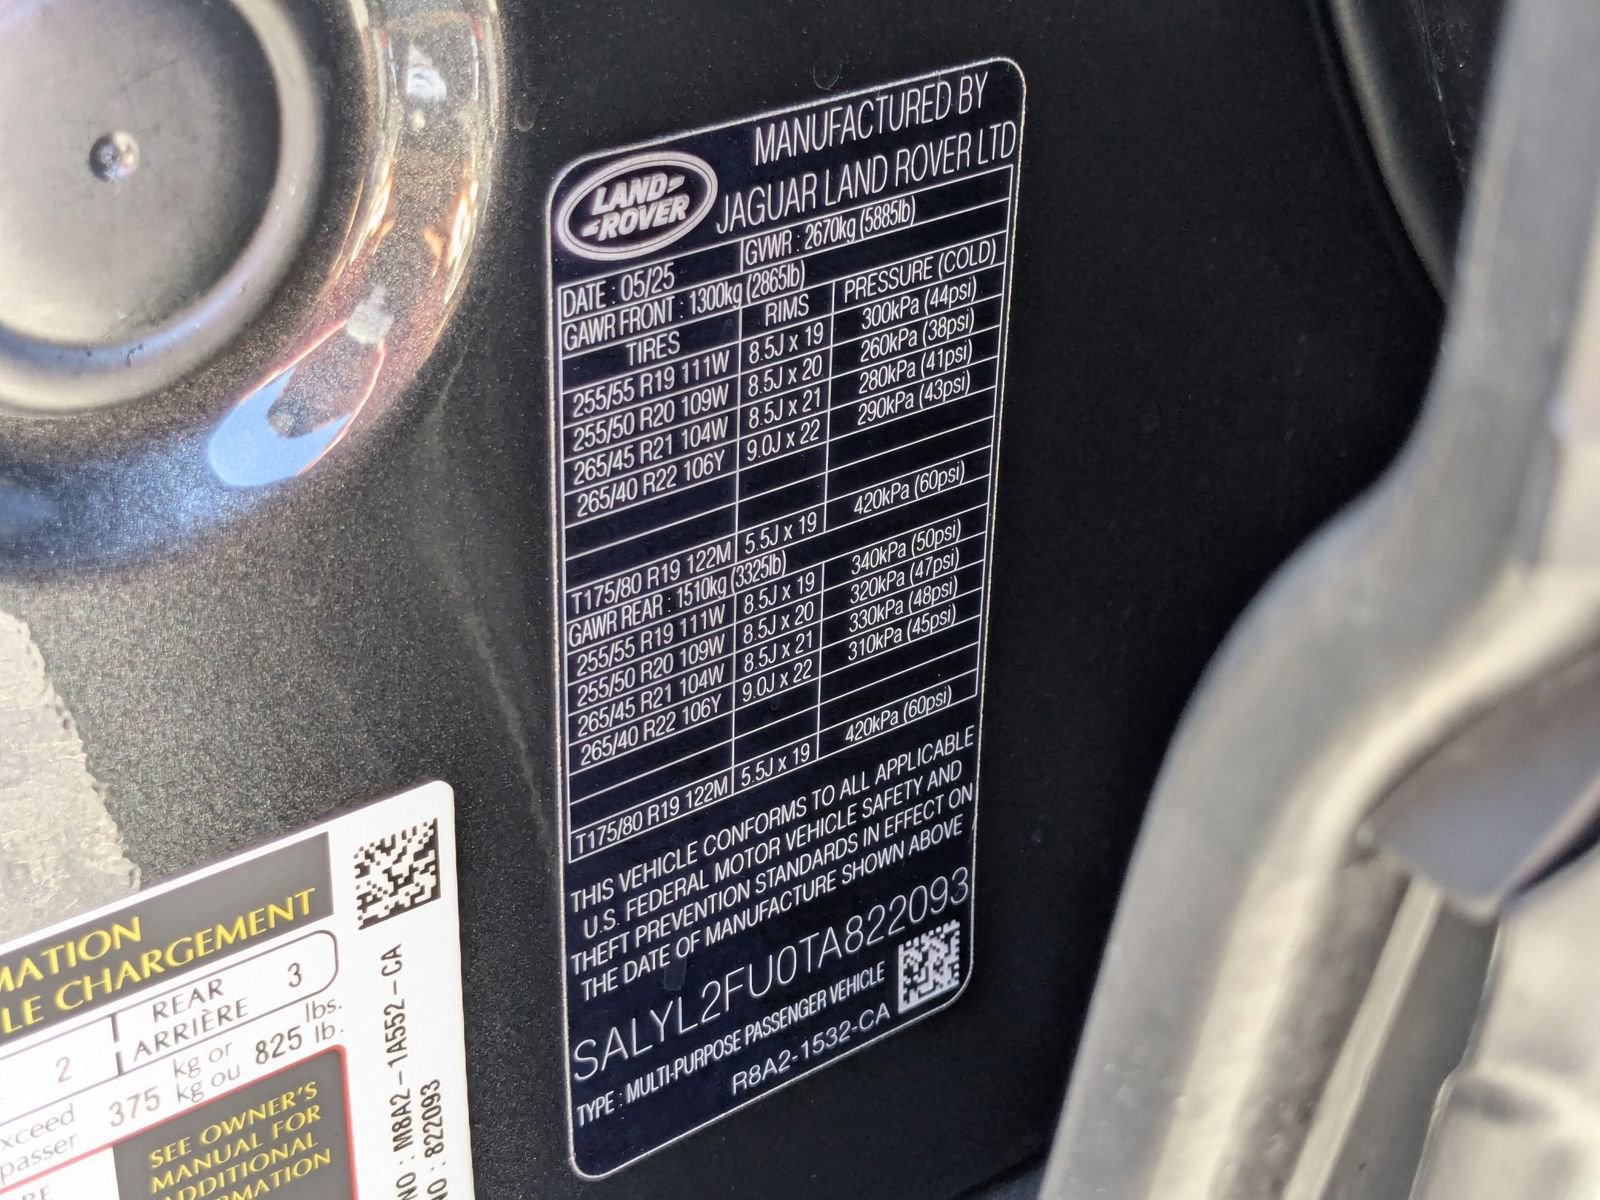 LAND-
-ROVER
MANUFACTURED BY
JAGUAR LAND ROVER LTD
DATE : 05/25 GVWR : 2670kg (5885lb)
GAWR FRONT : 1300kg (2865lb)
TIRES RIMS PRESSURE (COLD)
255/55 R19 111W 8.5J x 19 300kPa (44psi)
255/50 R20 109W 8.5J x 20 260kPa (38psi)
265/45 R21 104W 8.5J x 21 280kPa (41psi)
265/40 R22 106Y 9.0J x 22 290kPa (43psi)
T175/80 R19 122M 5.5J x 19 420kPa (60psi)
GAWR REAR : 1510kg (3325lb)
255/55 R19 111W 8.5J x 19 340kPa (50psi)
255/50 R20 109W 8.5J x 20 320kPa (47psi)
265/45 R21 104W 8.5J x 21 330kPa (48psi)
265/40 R22 106Y 9.0J x 22 310kPa (45psi)
T175/80 R19 122M 5.5J x 19 420kPa (60psi)
THIS VEHICLE CONFORMS TO ALL APPLICABLE
U.S. FEDERAL MOTOR VEHICLE SAFETY AND
THEFT PREVENTION STANDARDS IN EFFECT ON
THE DATE OF MANUFACTURE SHOWN ABOVE
SALYL2FU0TA822093
TYPE : MULTI-PURPOSE PASSENGER VEHICLE
R8A2-1532-CA
MATION
LE CHARGEMENT
2 REAR 3
ARRIÈRE
xceed 375 kg or 825 lbs.
passer kg ou lb.
SEE OWNER'S
MANUAL FOR
ADDITIONAL
RMATION
NO : M8A2-1A552-CA
NO : 822093